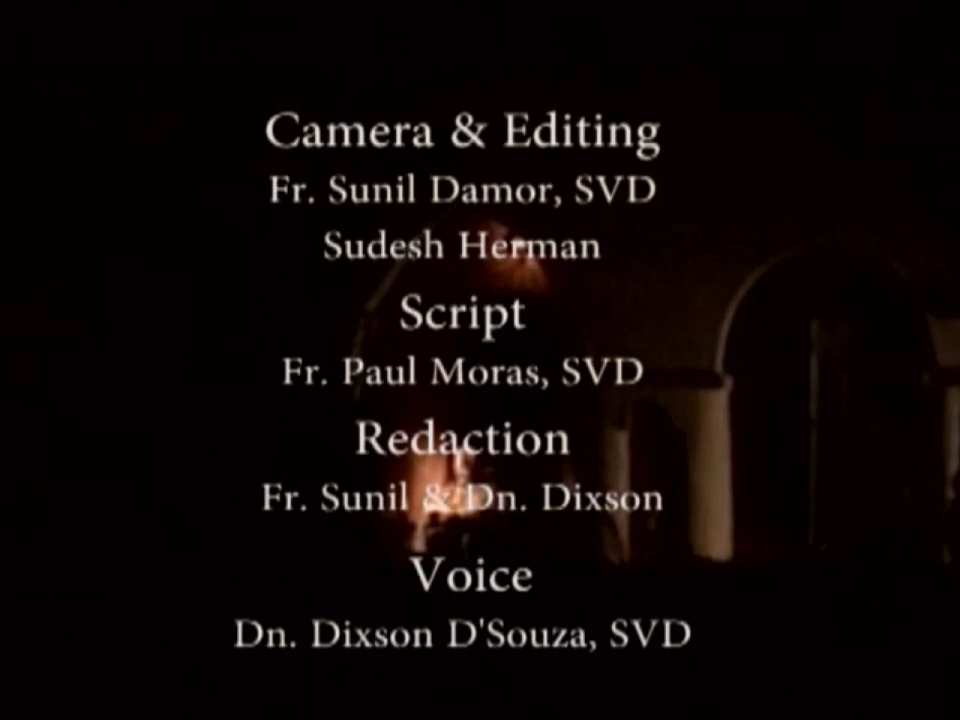 Camera & Editing
Fr. Sunil Damor, SVD
Sudesh Herman
Script
Fr. Paul Moras, SVD
Redaction
Fr. Sunil & Dn. Dixson
Voice
Dn. Dixson D'Souza, SVD